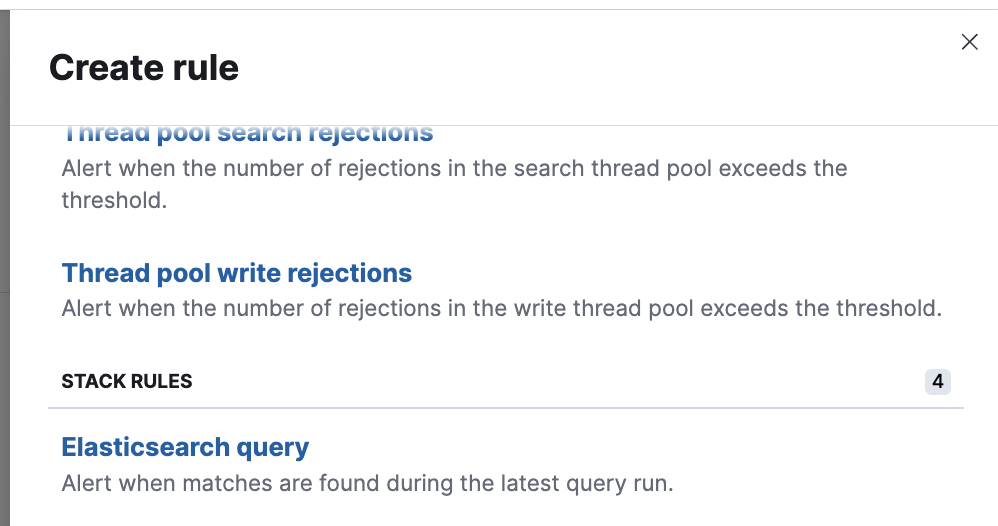 Create rule
Thread pool search rejections
Alert when the number of rejections in the search thread pool exceeds the
threshold.
Thread pool write rejections
Alert when the number of rejections in the write thread pool exceeds the threshold.
STACK RULES 4
Elasticsearch query
Alert when matches are found during the latest query run.